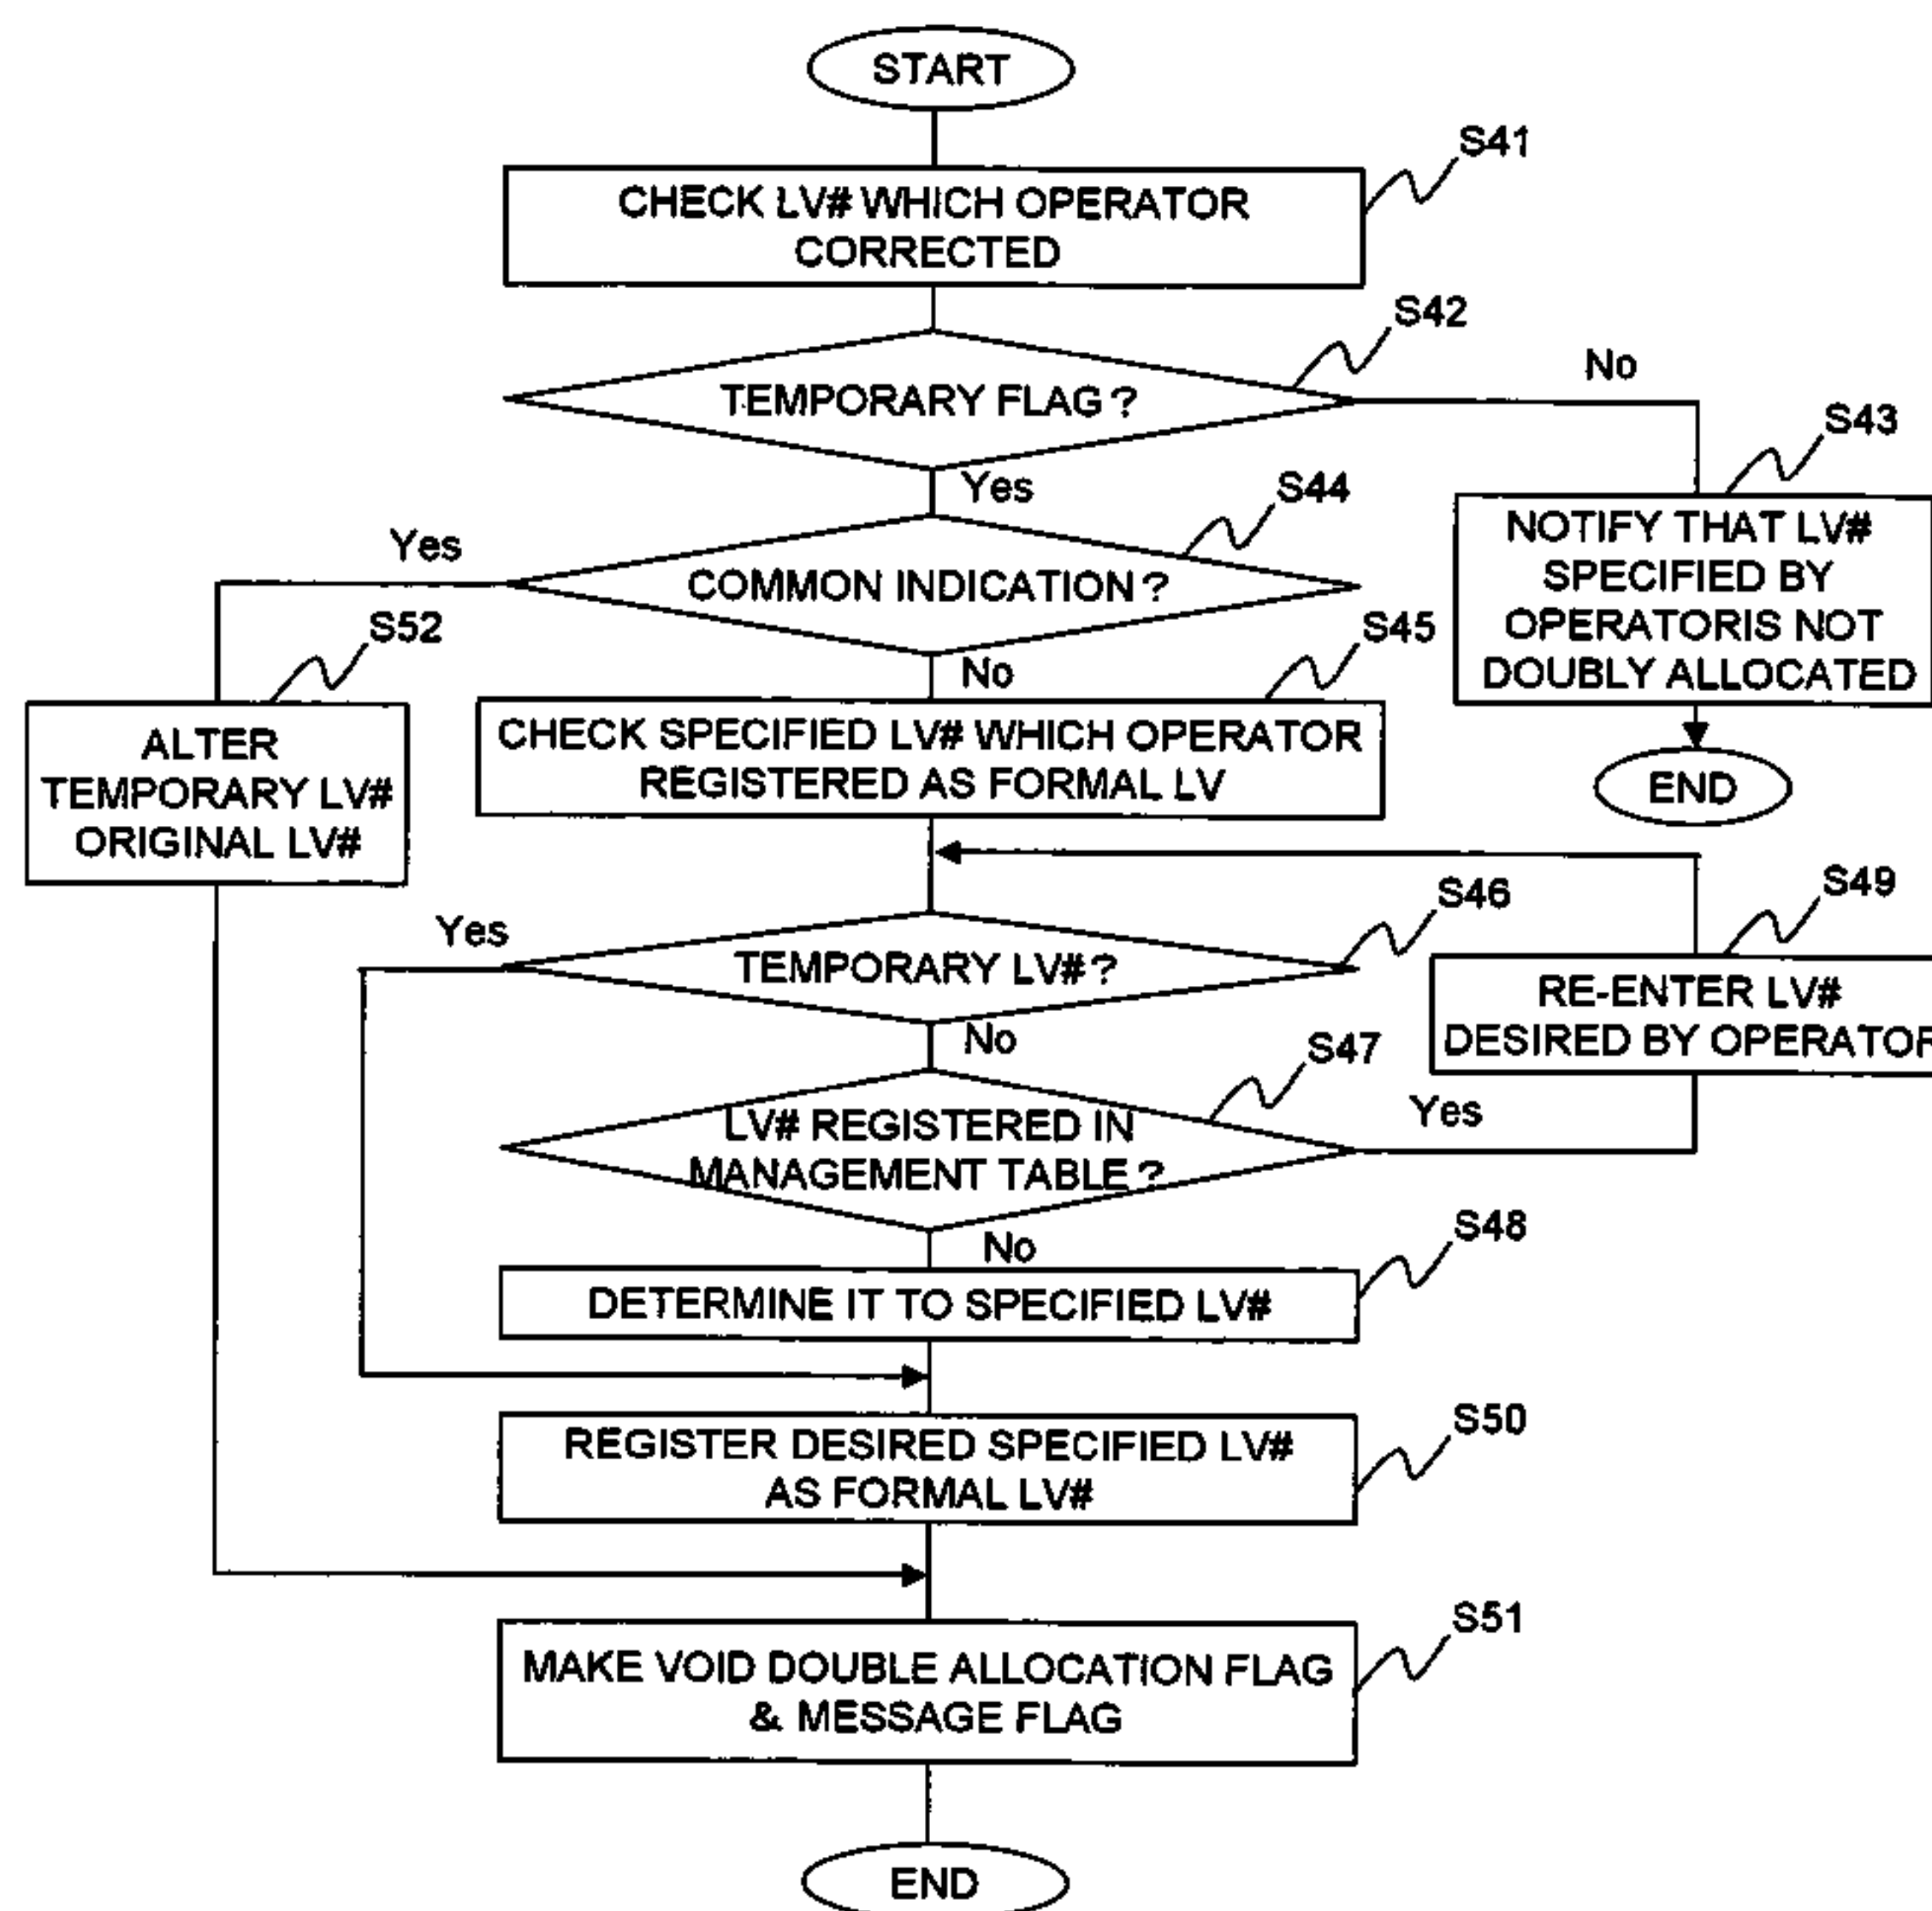 START
S41
CHECK LV# WHICH OPERATOR
CORRECTED
S42
TEMPORARY FLAG ?
No
S43
NOTIFY THAT LV#
SPECIFIED BY
OPERATORIS NOT
DOUBLY ALLOCATED
END
Yes
S44
COMMON INDICATION ?
Yes
S52
ALTER
TEMPORARY LV#
ORIGINAL LV#
No
S45
CHECK SPECIFIED LV# WHICH OPERATOR
REGISTERED AS FORMAL LV
S46
TEMPORARY LV# ?
Yes
No
S49
RE-ENTER LV#
DESIRED BY OPERATOR
S47
LV# REGISTERED IN
MANAGEMENT TABLE ?
Yes
No
S48
DETERMINE IT TO SPECIFIED LV#
S50
REGISTER DESIRED SPECIFIED LV#
AS FORMAL LV#
S51
MAKE VOID DOUBLE ALLOCATION FLAG
& MESSAGE FLAG
END